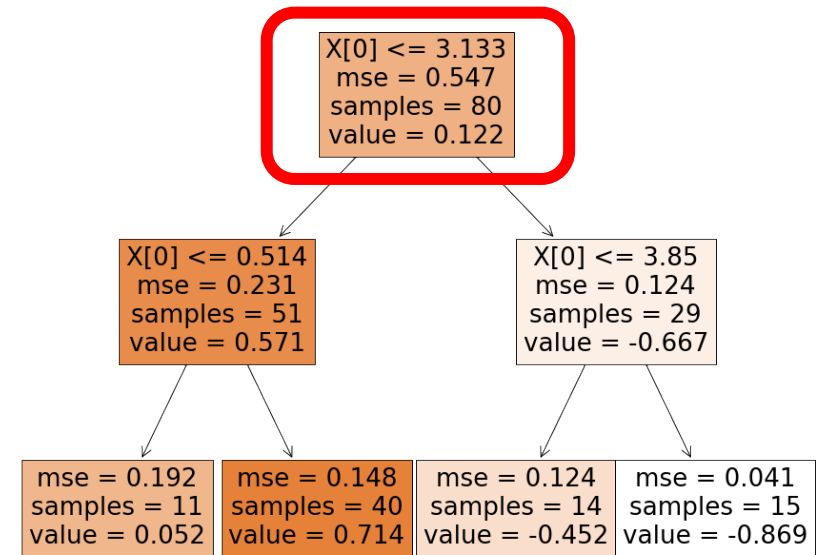 X[0] <= 3.133
mse = 0.547
samples = 80
value = 0.122
X[0] <= 0.514
mse = 0.231
samples = 51
value = 0.571
X[0] <= 3.85
mse = 0.124
samples = 29
value = -0.667
mse = 0.192
samples = 11
value = 0.052
mse = 0.148
samples = 40
value = 0.714
mse = 0.124
samples = 14
value = -0.452
mse = 0.041
samples = 15
value = -0.869